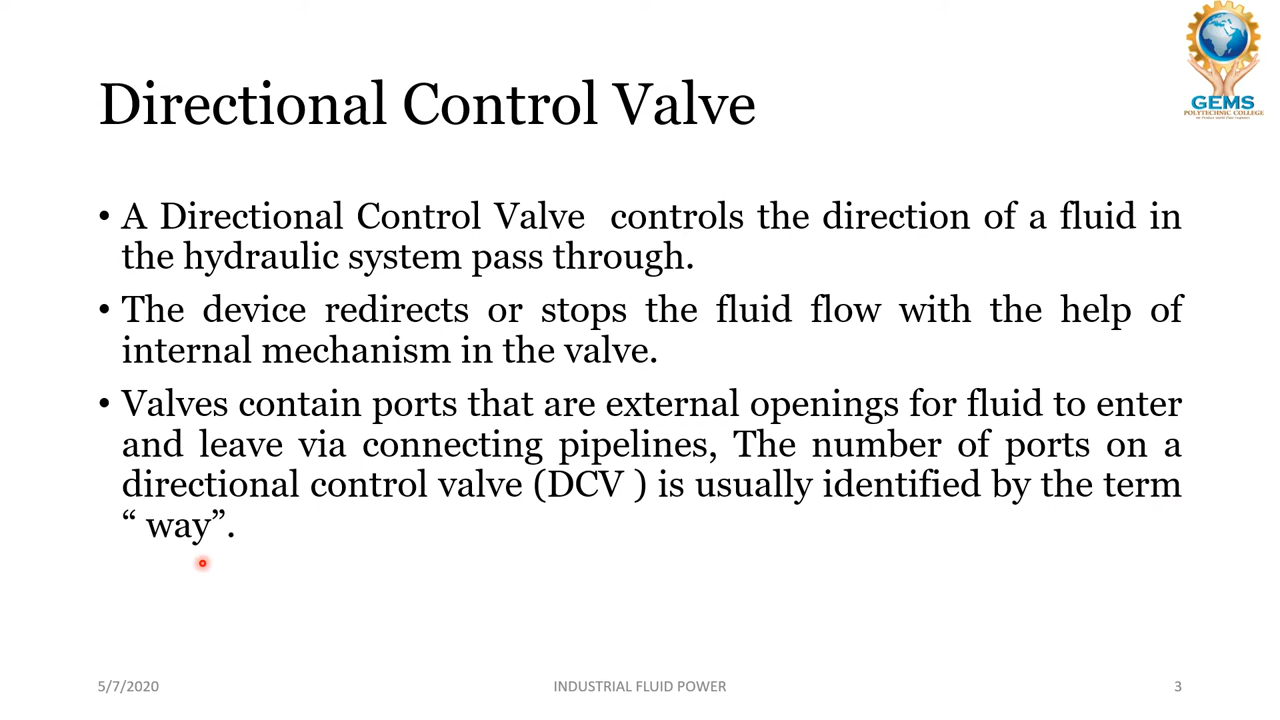 GEMS
POLYTECHNIC COLLEGE
Directional Control Valve
• A Directional Control Valve controls the direction of a fluid in
the hydraulic system pass through.
• The device redirects or stops the fluid flow with the help of
internal mechanism in the valve.
• Valves contain ports that are external openings for fluid to enter
and leave via connecting pipelines, The number of ports on a
directional control valve (DCV ) is usually identified by the term
“ way”.
5/7/2020
INDUSTRIAL FLUID POWER
3